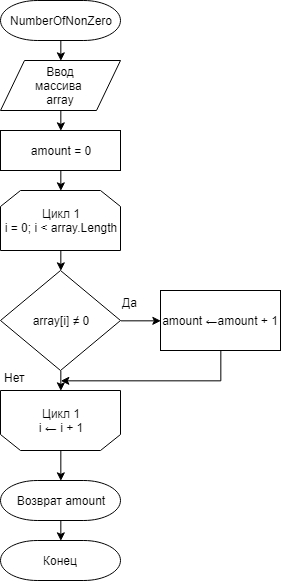 NumberOfNonZero
Ввод
массива
array
amount = 0
Цикл 1
i = 0; i < array.Length
array[i] ≠ 0
Да
amount ←amount + 1
Нет
Цикл 1
i ← i + 1
Возврат amount
Конец